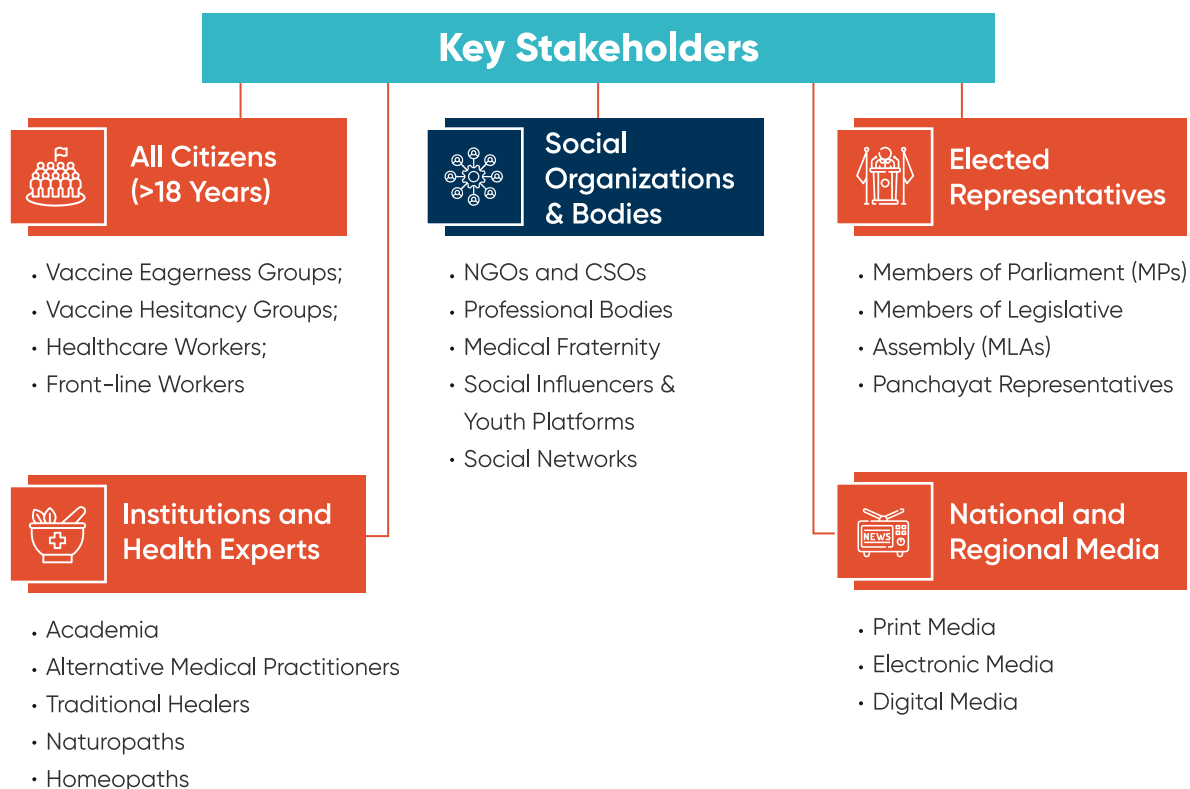 Key Stakeholders
All Citizens
(>18 Years)
• Vaccine Eagerness Groups;
• Vaccine Hesitancy Groups;
• Healthcare Workers;
• Front-line Workers
Social
Organizations
& Bodies
• NGOs and CSOs
• Professional Bodies
• Medical Fraternity
• Social Influencers &
Youth Platforms
• Social Networks
Elected
Representatives
• Members of Parliament (MPs)
• Members of Legislative
• Assembly (MLAs)
• Panchayat Representatives
Institutions and
Health Experts
• Academia
• Alternative Medical Practitioners
• Traditional Healers
• Naturopaths
• Homeopaths
NEWS
National and
Regional Media
• Print Media
• Electronic Media
• Digital Media